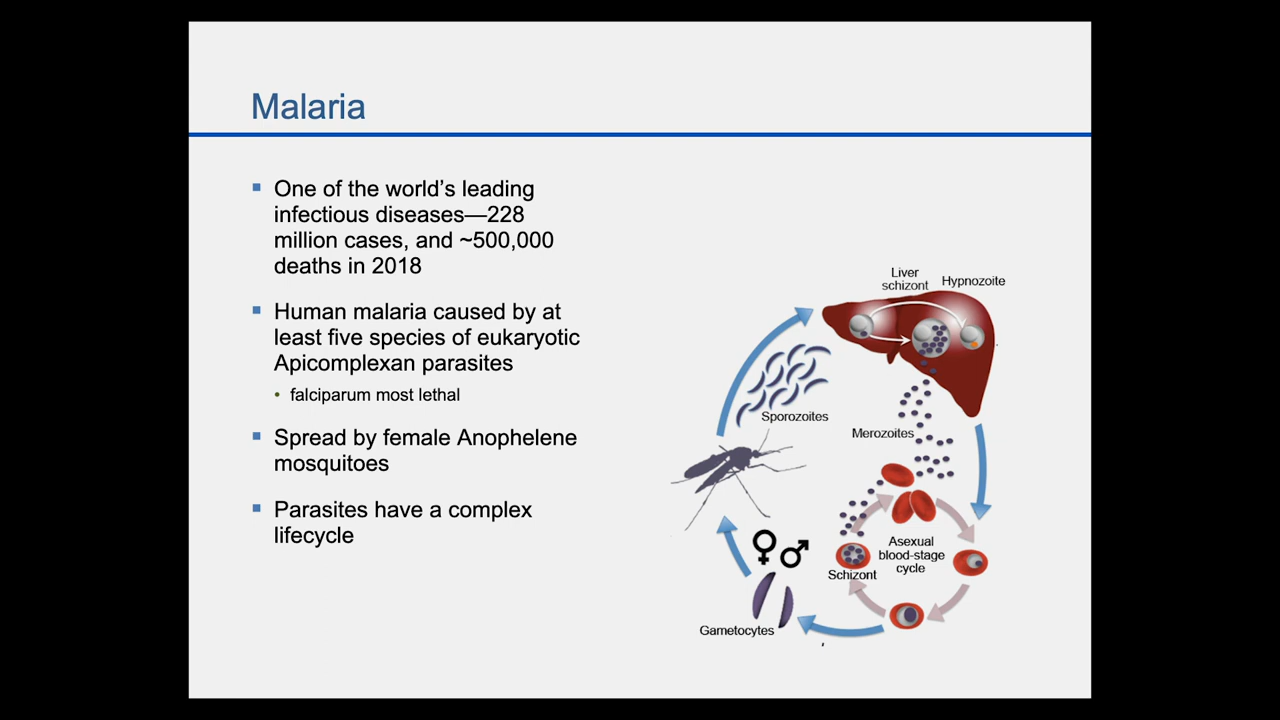 Malaria
▪ One of the world's leading
infectious diseases—228
million cases, and ~500,000
deaths in 2018
▪ Human malaria caused by at
least five species of eukaryotic
Apicomplexan parasites
• falciparum most lethal
▪ Spread by female Anophelene
mosquitoes
▪ Parasites have a complex
lifecycle
Liver
schizont
Hypnozoite
Sporozoites
Merozoites
Asexual
blood-stage
cycle
Schizont
Gametocytes